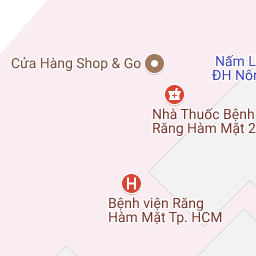 Cửa Hàng Shop & Go
Nấm L
ĐH Nôn
Nhà Thuốc Bệnh
Răng Hàm Mặt 2
H
Bệnh viện Răng
Hàm Mặt Tp. HCM